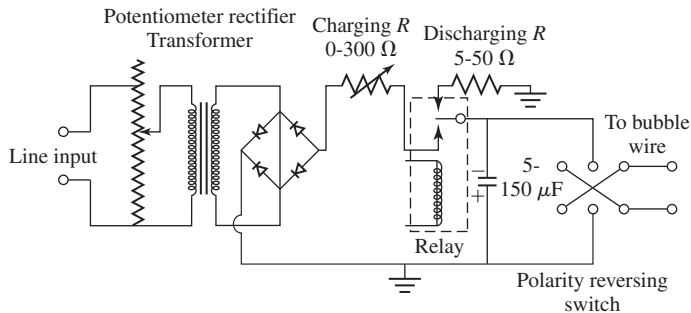 Potentiometer rectifier
Transformer
Charging R
0-300 Ω
Discharging R
5-50 Ω
Line input
To bubble
wire
5-
150 μF
−
+
Relay
Polarity reversing
switch